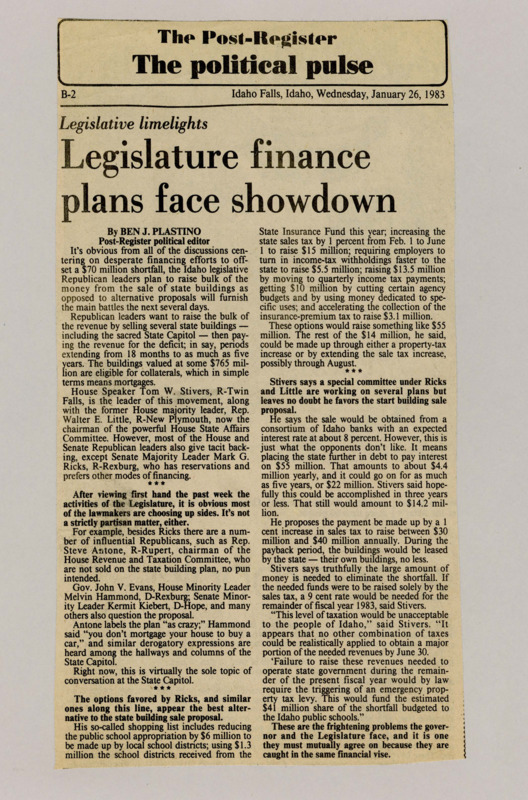 The Post-Register
The political pulse
B-2
Idaho Falls, Idaho, Wednesday, January 26, 1983
Legislative limelights
Legislature finance
plans face showdown
By BEN J. PLASTINO
Post-Register political editor
It's obvious from all of the discussions cen-
tering on desperate financing efforts to off-
set a $70 million shortfall, the Idaho legislative
Republican leaders plan to raise bulk of the
money from the sale of state buildings as
opposed to alternative proposals will furnish
the main battles the next several days.
Republican leaders want to raise the bulk of
the revenue by selling several state buildings —
including the sacred State Capitol — then pay-
ing the revenue for the deficit; in say, periods
extending from 18 months to as much as five
years. The buildings valued at some $765 mil-
lion are eligible for collaterals, which in simple
terms means mortgages.
House Speaker Tom W. Stivers, R-Twin
Falls, is the leader of this movement, along
with the former House majority leader, Rep.
Walter E. Little, R-New Plymouth, now the
chairman of the powerful House State Affairs
Committee. However, most of the House and
Senate Republican leaders also give tacit back-
ing, except Senate Majority Leader Mark G.
Ricks, R-Rexburg, who has reservations and
prefers other modes of financing.
***
After viewing first hand the past week the
activities of the Legislature, it is obvious most
of the lawmakers are choosing up sides. It's not
a strictly partisan matter, either.
For example, besides Ricks there are a num-
ber of influential Republicans, such as Rep.
Steve Antone, R-Rupert, chairman of the
House Revenue and Taxation Committee, who
are not sold on the state building plan, no pun
intended.
Gov. John V. Evans, House Minority Leader
Melvin Hammond, D-Rexburg; Senate Minor-
ity Leader Kermit Kiebert, D-Hope, and many
others also question the proposal.
Antone labels the plan "as crazy;" Hammond
said "you don't mortgage your house to buy a
car," and similar derogatory expressions are
heard among the hallways and columns of the
State Capitol.
Right now, this is virtually the sole topic of
conversation at the State Capitol.
***
The options favored by Ricks, and similar
ones along this line, appear the best alter-
native to the state building sale proposal.
His so-called shopping list includes reducing
the public school appropriation by $6 million to
be made up by local school districts; using $1.3
million the school districts received from the
State Insurance Fund this year; increasing the
state sales tax by 1 percent from Feb. 1 to June
1 to raise $15 million; requiring employers to
turn in income-tax withholdings faster to the
state to raise $5.5 million; raising $13.5 million
by moving to quarterly income tax payments;
getting $10 million by cutting certain agency
budgets and by using money dedicated to spe-
cific uses; and accelerating the collection of the
insurance-premium tax to raise $3.1 million.
These options would raise something like $55
million. The rest of the $14 million, he said,
could be made up through either a property-tax
increase or by extending the sale tax increase,
possibly through August.
***
Stivers says a special committee under Ricks
and Little are working on several plans but
leaves no doubt he favors the start building sale
proposal.
He says the sale would be obtained from a
consortium of Idaho banks with an expected
interest rate at about 8 percent. However, this is
just what the opponents don't like. It means
placing the state further in debt to pay interest
on $55 million. That amounts to about $4.4
million yearly, and it could go on for as much
as five years, or $22 million. Stivers said hope-
fully this could be accomplished in three years
or less. That still would amount to $14.2 mil-
lion.
He proposes the payment be made up by a 1
cent increase in sales tax to raise between $30
million and $40 million annually. During the
payback period, the buildings would be leased
by the state — their own buildings, no less.
Stivers says truthfully the large amount of
money is needed to eliminate the shortfall. If
the needed funds were to be raised solely by the
sales tax, a 9 cent rate would be needed for the
remainder of fiscal year 1983, said Stivers.
"This level of taxation would be unacceptable
to the people of Idaho," said Stivers. "It
appears that no other combination of taxes
could be realistically applied to obtain a major
portion of the needed revenues by June 30.
'Failure to raise these revenues needed to
operate state government during the remain-
der of the present fiscal year would by law
require the triggering of an emergency prop-
erty tax levy. This would fund the estimated
$41 million share of the shortfall budgeted to
the Idaho public schools."
These are the frightening problems the gover-
nor and the Legislature face, and it is one
they must mutually agree on because they are
caught in the same financial vise.